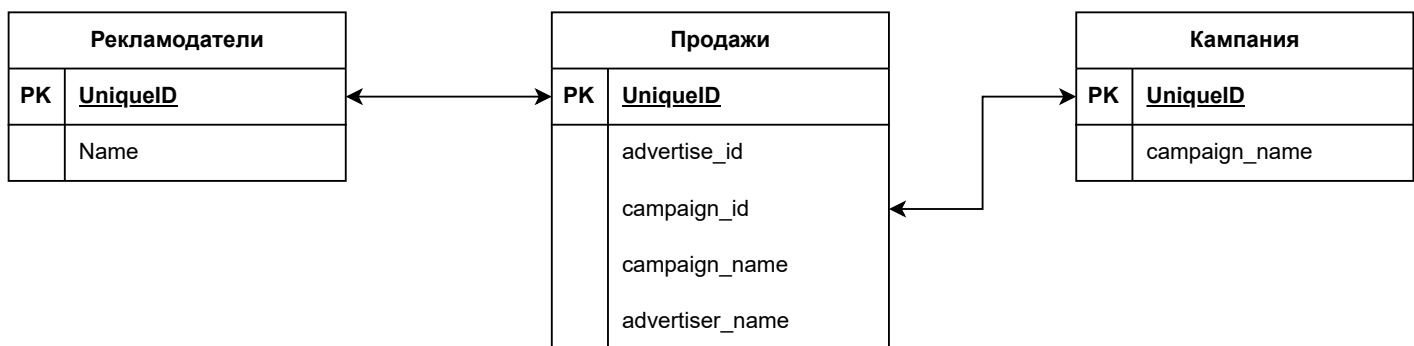 Рекламодатели
PK UniqueID
Name
Продажи
PK UniqueID
advertise_id
campaign_id
campaign_name
advertiser_name
Кампания
PK UniqueID
campaign_name